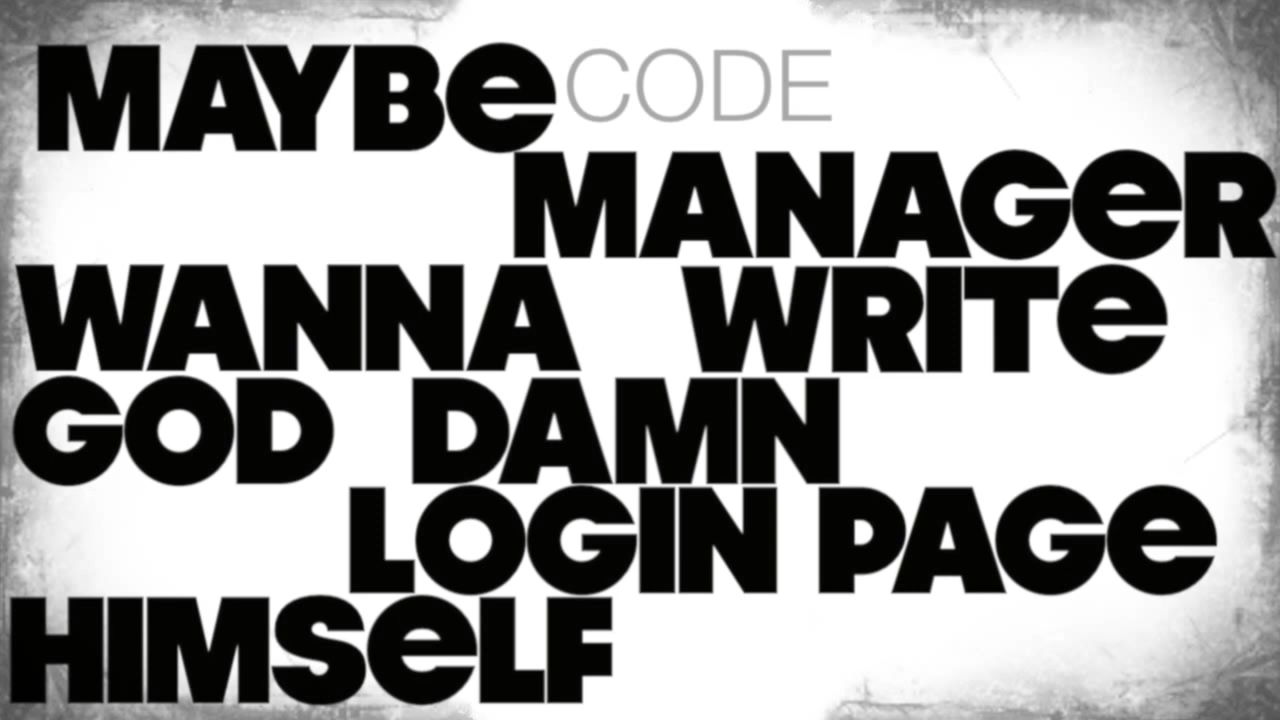 MAYBe CODE
MANAGeR
WANNA WRITe
GOD DAMN
LOGIN PAGe
HIMSeLF